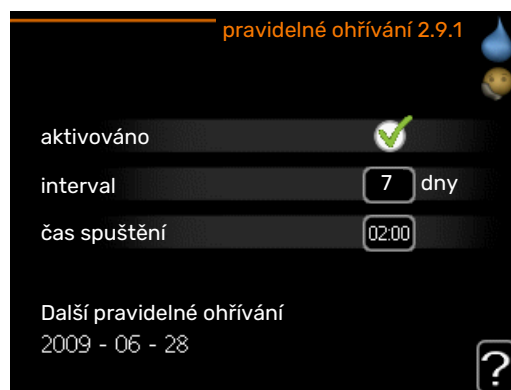 pravidelné ohřívání 2.9.1
aktivováno
interval 7 dny
čas spuštění 02:00
Další pravidelné ohřívání
2009 - 06 - 28
?